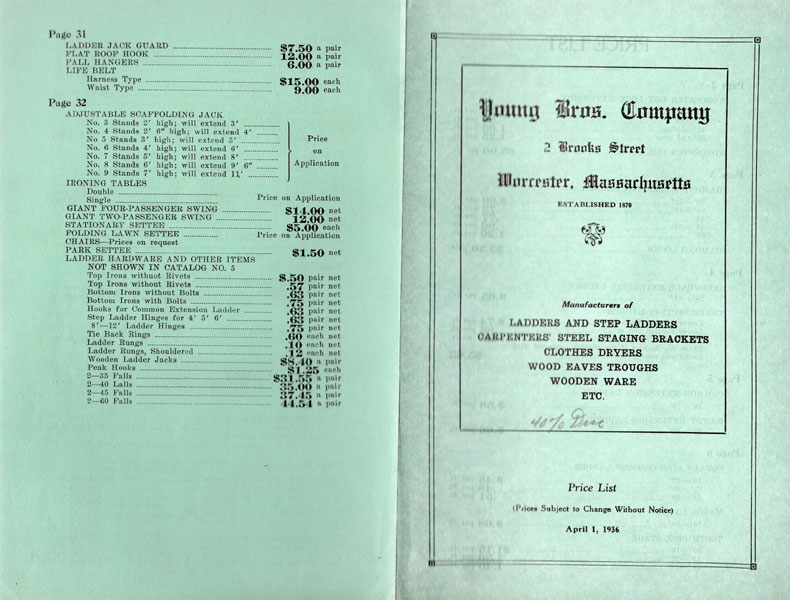 Page 31
LADDER JACK GUARD $7.50 a pair
FLAT ROOF HOOK 12.00 a pair
FALL HANGERS 6.00 a pair
LIFE BELT
Harness Type $15.00 each
Waist Type 9.00 each
Page 32
ADJUSTABLE SCAFFOLDING JACK
No. 3 Stands 2' high; will extend 3'
No. 4 Stands 2' 6" high; will extend 4'
No 5 Stands 3' high; will extend 5'
No. 6 Stands 4' high; will extend 6'
No. 7 Stands 5' high; will extend 8'
No. 8 Stands 6' high; will extend 9' 6"
No. 9 Stands 7' high; will extend 11'
Price
on
Application
IRONING TABLES
Double
Single
Price on Application
GIANT FOUR-PASSENGER SWING $14.00 net
GIANT TWO-PASSENGER SWING 12.00 net
STATIONARY SETTEE $5.00 each
FOLDING LAWN SETTEE Price on Application
CHAIRS—Prices on request
PARK SETTEE $1.50 net
LADDER HARDWARE AND OTHER ITEMS
NOT SHOWN IN CATALOG NO. 5
Top Irons without Rivets $.50 pair net
Top Irons without Rivets .57 pair net
Bottom Irons without Bolts .63 pair net
Bottom Irons with Bolts .75 pair net
Hooks for Common Extension Ladder .63 pair net
Step Ladder Hinges for 4' 5' 6' .63 pair net
8'—12' Ladder Hinges .75 pair net
Tie Back Rings .60 each net
Ladder Rungs .10 each net
Ladder Rungs, Shouldered .12 each net
Wooden Ladder Jacks $8.40 a pair
Peak Hooks $1.25 each
2—35 Falls $31.55 a pair
2—40 Lalls 35.00 a pair
2—45 Falls 37.45 a pair
2—60 Falls 44.54 a pair
Young Bros. Company
2 Brooks Street
Worcester, Massachusetts
ESTABLISHED 1870
Manufacturers of
LADDERS AND STEP LADDERS
CARPENTERS' STEEL STAGING BRACKETS
CLOTHES DRYERS
WOOD EAVES TROUGHS
WOODEN WARE
ETC.
40% Disc
Price List
(Prices Subject to Change Without Notice)
April 1, 1936